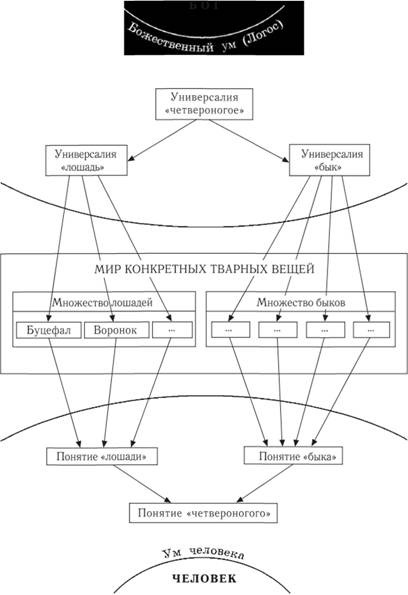 БОГ
Божественный ум (Логос)
Универсалия
«четвероногое»
Универсалия
«лошадь»
Универсалия
«бык»
МИР КОНКРЕТНЫХ ТВАРНЫХ ВЕЩЕЙ
Множество лошадей
Множество быков
Буцефал
Воронок
...
...
...
...
...
Понятие «лошади»
Понятие «быка»
Понятие «четвероногого»
Ум человека
ЧЕЛОВЕК